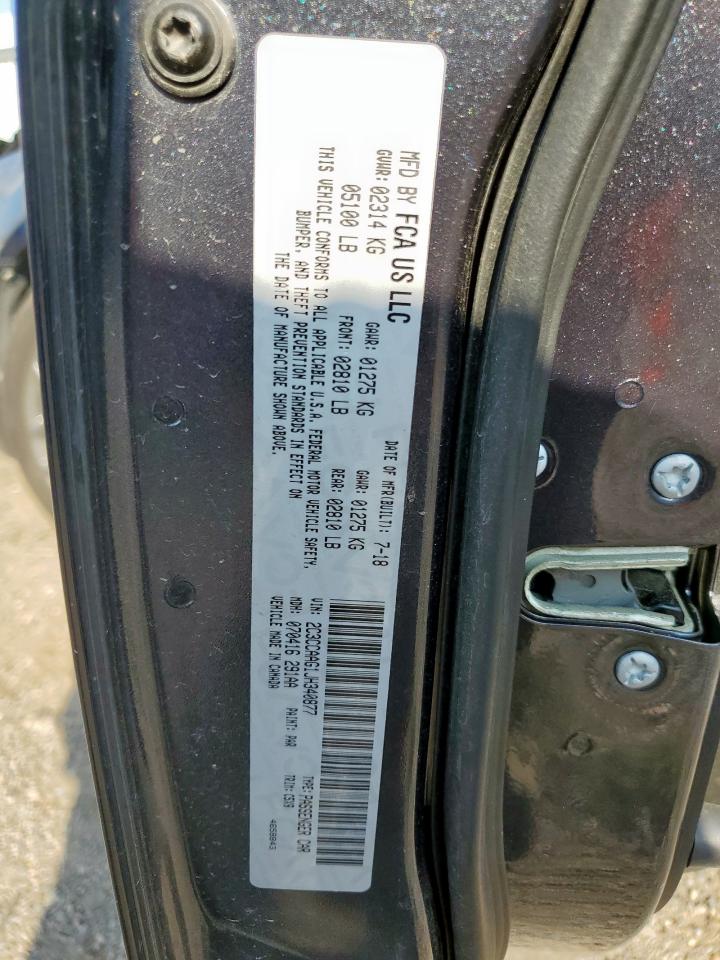 MFD BY FCA US LLC
DATE OF MFR(BUILT): 7-18
GVWR: 02314 KG GAWR: 01275 KG GAWR: 01275 KG
05100 LB FRONT: 02810 LB REAR: 02810 LB
THIS VEHICLE CONFORMS TO ALL APPLICABLE U.S.A. FEDERAL MOTOR VEHICLE SAFETY,
BUMPER, AND THEFT PREVENTION STANDARDS IN EFFECT ON
THE DATE OF MANUFACTURE SHOWN ABOVE.
VIN: 2C3CCAAG1JH340877 TYPE: PASSENGER CAR
MDH: 070416 291AA PAINT: PAR TRIM: C5X9
VEHICLE MADE IN CANADA 4658843